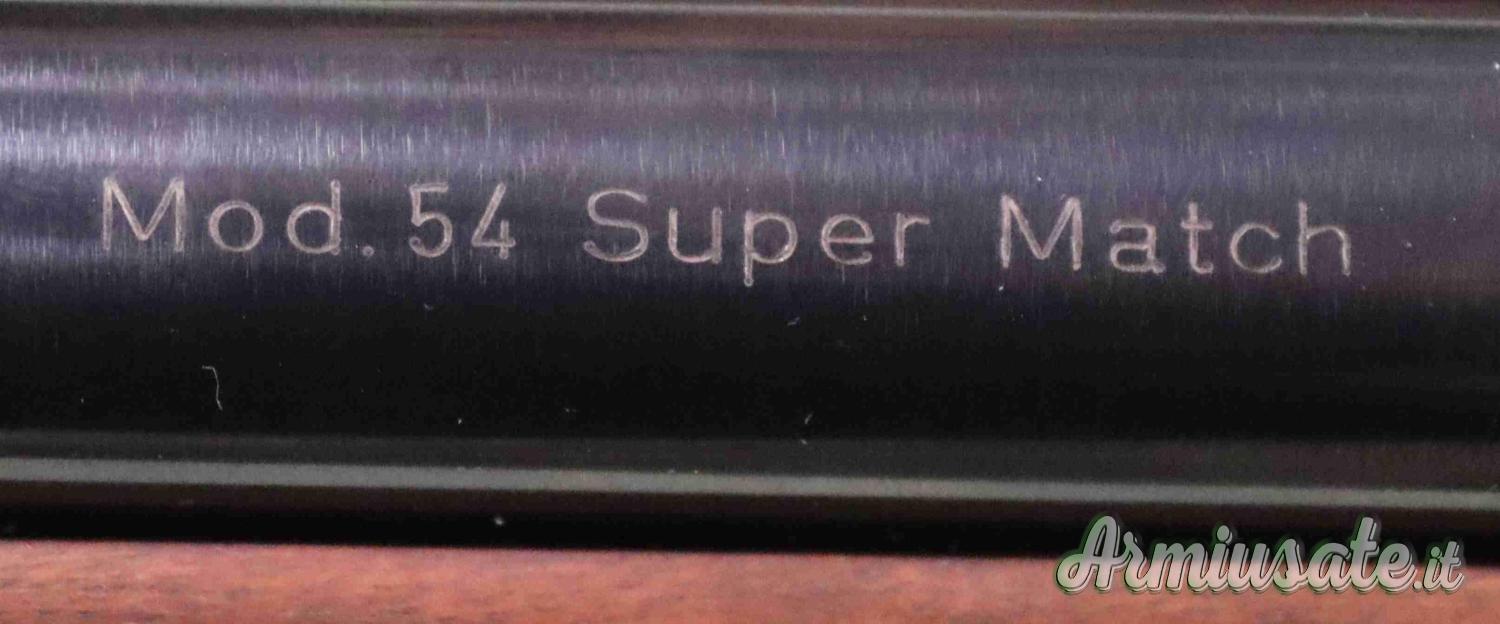 Mod. 54 Super Match
Armiusate.it